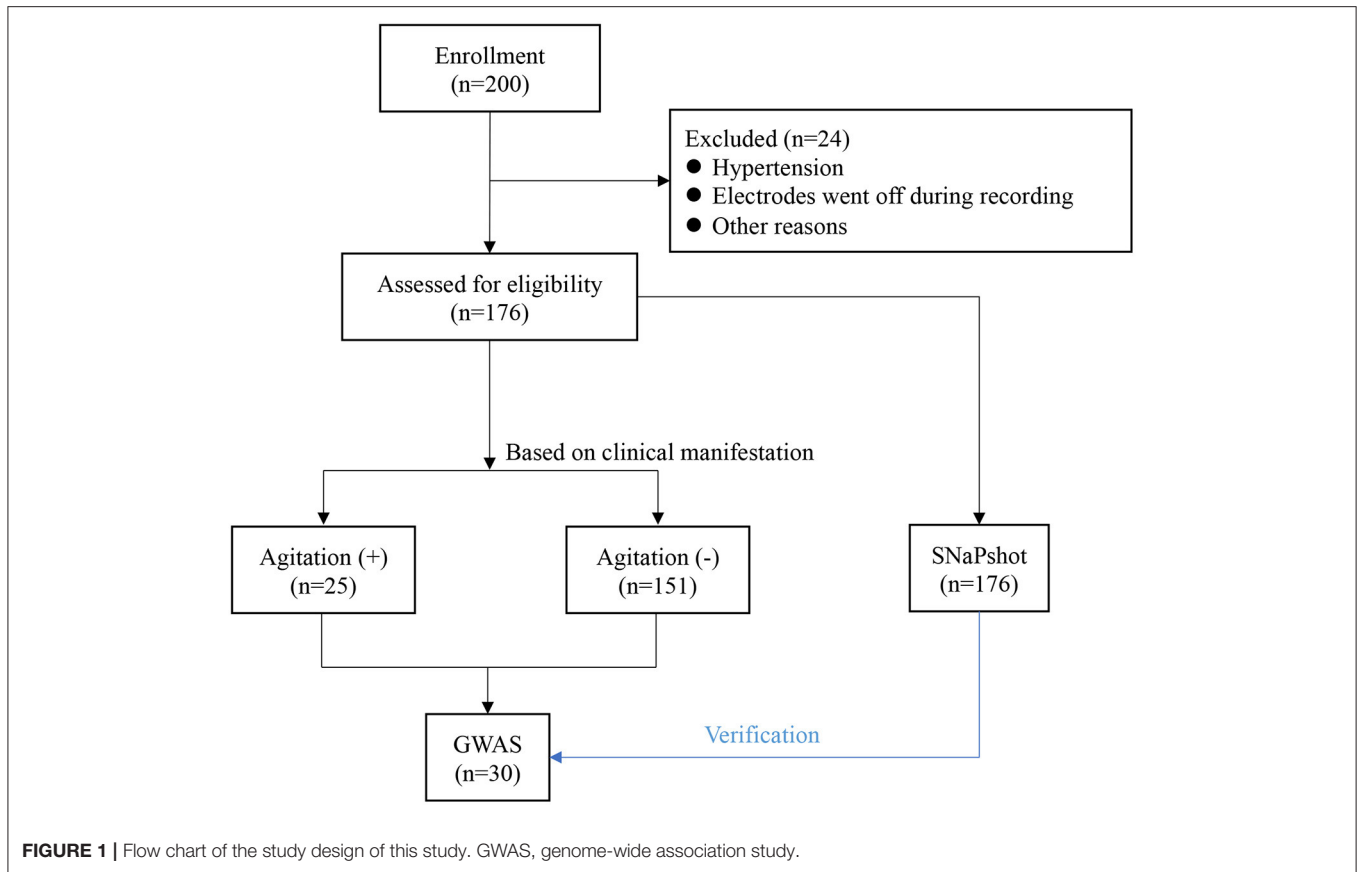 Enrollment
(n=200)
Excluded (n=24)
● Hypertension
● Electrodes went off during recording
● Other reasons
Assessed for eligibility
(n=176)
Based on clinical manifestation
Agitation (+)
(n=25)
Agitation (-)
(n=151)
SNaPshot
(n=176)
GWAS
(n=30)
Verification
FIGURE 1 | Flow chart of the study design of this study. GWAS, genome-wide association study.